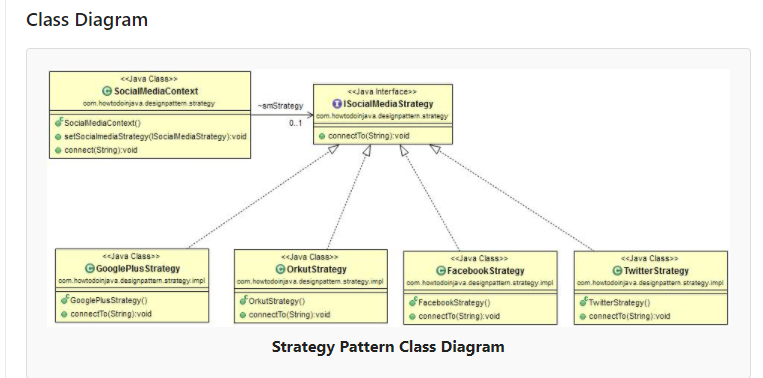 Class Diagram
<<Java Class>>
SocialMediaContext
com.howtodoinjava.designpattern.strategy
SocialMediaContext()
setSocialmediaStrategy(ISocialMediaStrategy):void
connect(String):void
~smStrategy
0..1
<<Java Interface>>
ISocialMediaStrategy
com.howtodoinjava.designpattern.strategy
connectTo(String):void
<<Java Class>>
GooglePlusStrategy
com.howtodoinjava.designpattern.strategy.impl
GooglePlusStrategy()
connectTo(String):void
<<Java Class>>
OrkutStrategy
com.howtodoinjava.designpattern.strategy.impl
OrkutStrategy()
connectTo(String):void
<<Java Class>>
FacebookStrategy
com.howtodoinjava.designpattern.strategy.impl
FacebookStrategy()
connectTo(String):void
<<Java Class>>
TwitterStrategy
com.howtodoinjava.designpattern.strategy.impl
TwitterStrategy()
connectTo(String):void
Strategy Pattern Class Diagram